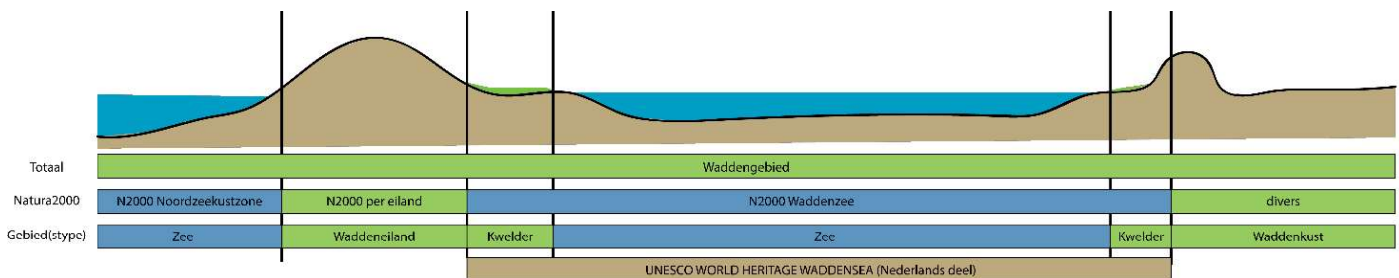 Totaal
Waddengebied
Natura2000
N2000 Noordzeekustzone
N2000 per eiland
N2000 Waddenzee
divers
Gebied(stype)
Zee
Waddeneiland
Kwelder
Zee
Kwelder
Waddenkust
UNESCO WORLD HERITAGE WADDENSEA (Nederlands deel)